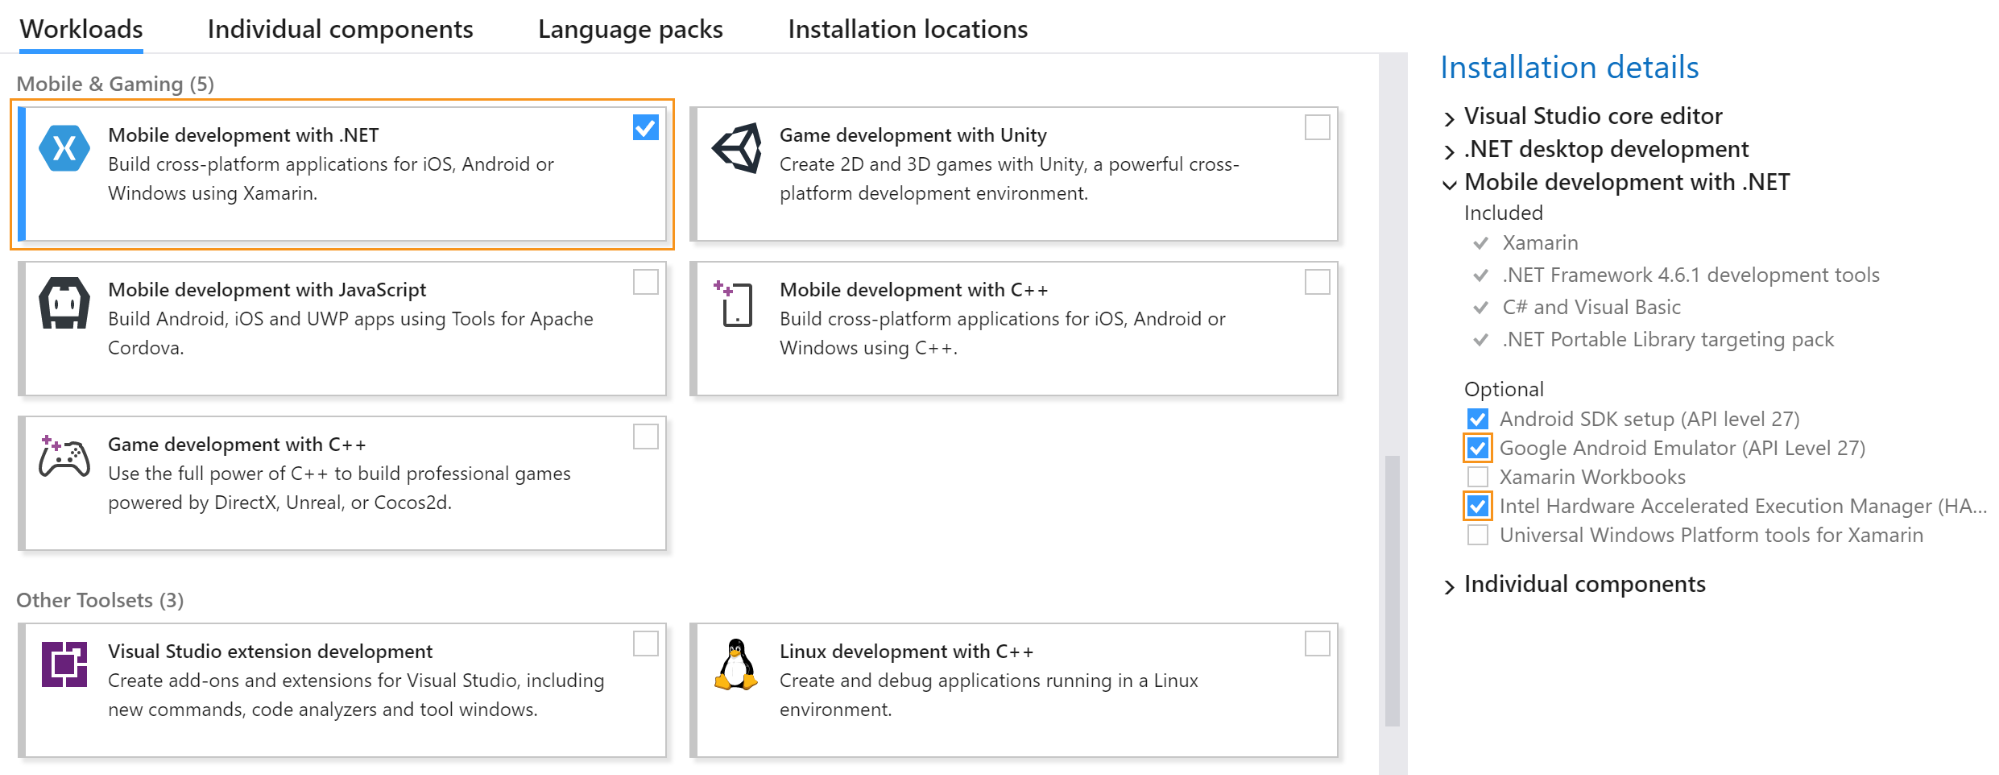 Workloads
Individual components
Language packs
Installation locations
Mobile & Gaming (5)
Mobile development with .NET
Build cross-platform applications for iOS, Android or
Windows using Xamarin.
Game development with Unity
Create 2D and 3D games with Unity, a powerful cross-
platform development environment.
Mobile development with JavaScript
Build Android, iOS and UWP apps using Tools for Apache
Cordova.
Mobile development with C++
Build cross-platform applications for iOS, Android or
Windows using C++.
Game development with C++
Use the full power of C++ to build professional games
powered by DirectX, Unreal, or Cocos2d.
Other Toolsets (3)
Visual Studio extension development
Create add-ons and extensions for Visual Studio, including
new commands, code analyzers and tool windows.
Linux development with C++
Create and debug applications running in a Linux
environment.
Installation details
Visual Studio core editor
.NET desktop development
Mobile development with .NET
Included
Xamarin
.NET Framework 4.6.1 development tools
C# and Visual Basic
.NET Portable Library targeting pack
Optional
Android SDK setup (API level 27)
Google Android Emulator (API Level 27)
Xamarin Workbooks
Intel Hardware Accelerated Execution Manager (HA...
Universal Windows Platform tools for Xamarin
Individual components